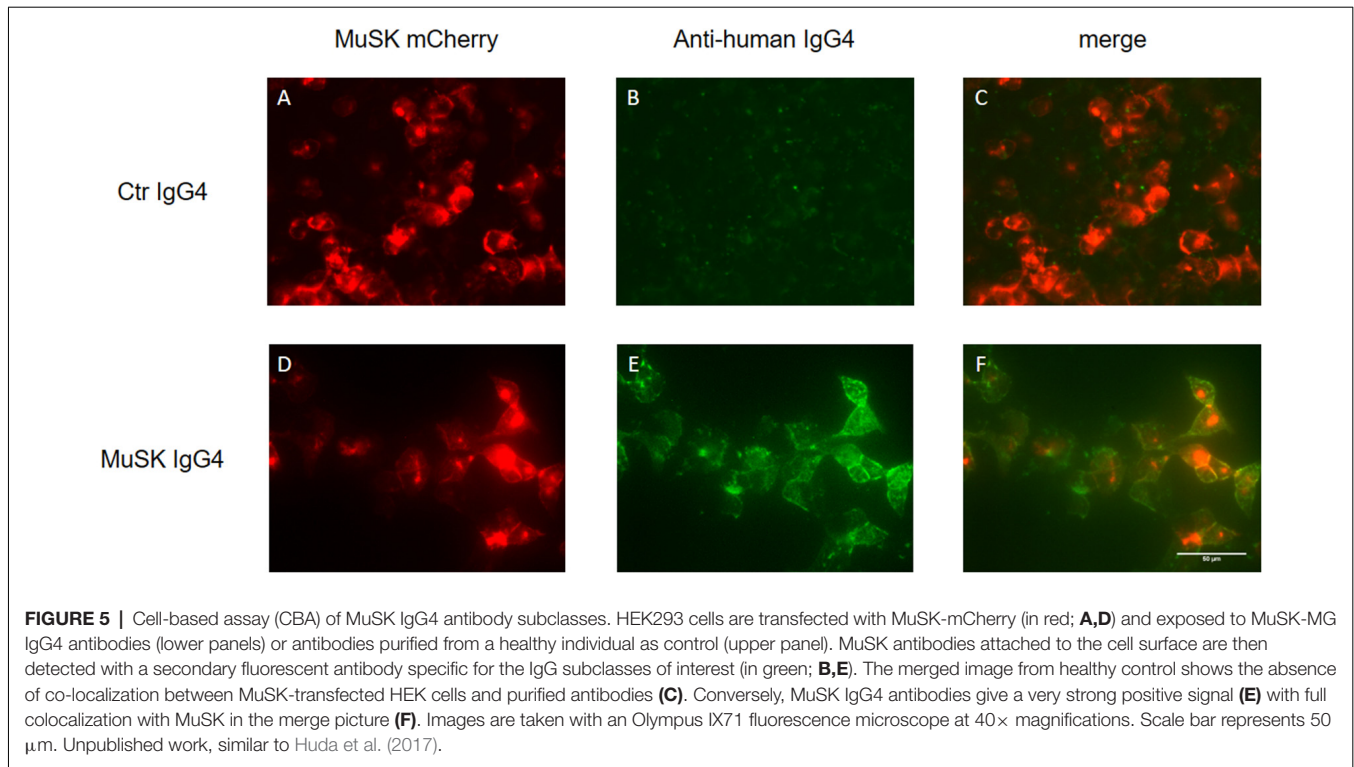 MuSK mCherry Anti-human IgG4 merge
A B C
Ctr IgG4
D E F
MuSK IgG4
50 µm
FIGURE 5 | Cell-based assay (CBA) of MuSK IgG4 antibody subclasses. HEK293 cells are transfected with MuSK-mCherry (in red; A,D) and exposed to MuSK-MG
IgG4 antibodies (lower panels) or antibodies purified from a healthy individual as control (upper panel). MuSK antibodies attached to the cell surface are then
detected with a secondary fluorescent antibody specific for the IgG subclasses of interest (in green; B,E). The merged image from healthy control shows the absence
of co-localization between MuSK-transfected HEK cells and purified antibodies (C). Conversely, MuSK IgG4 antibodies give a very strong positive signal (E) with full
colocalization with MuSK in the merge picture (F). Images are taken with an Olympus IX71 fluorescence microscope at 40× magnifications. Scale bar represents 50
µm. Unpublished work, similar to Huda et al. (2017).